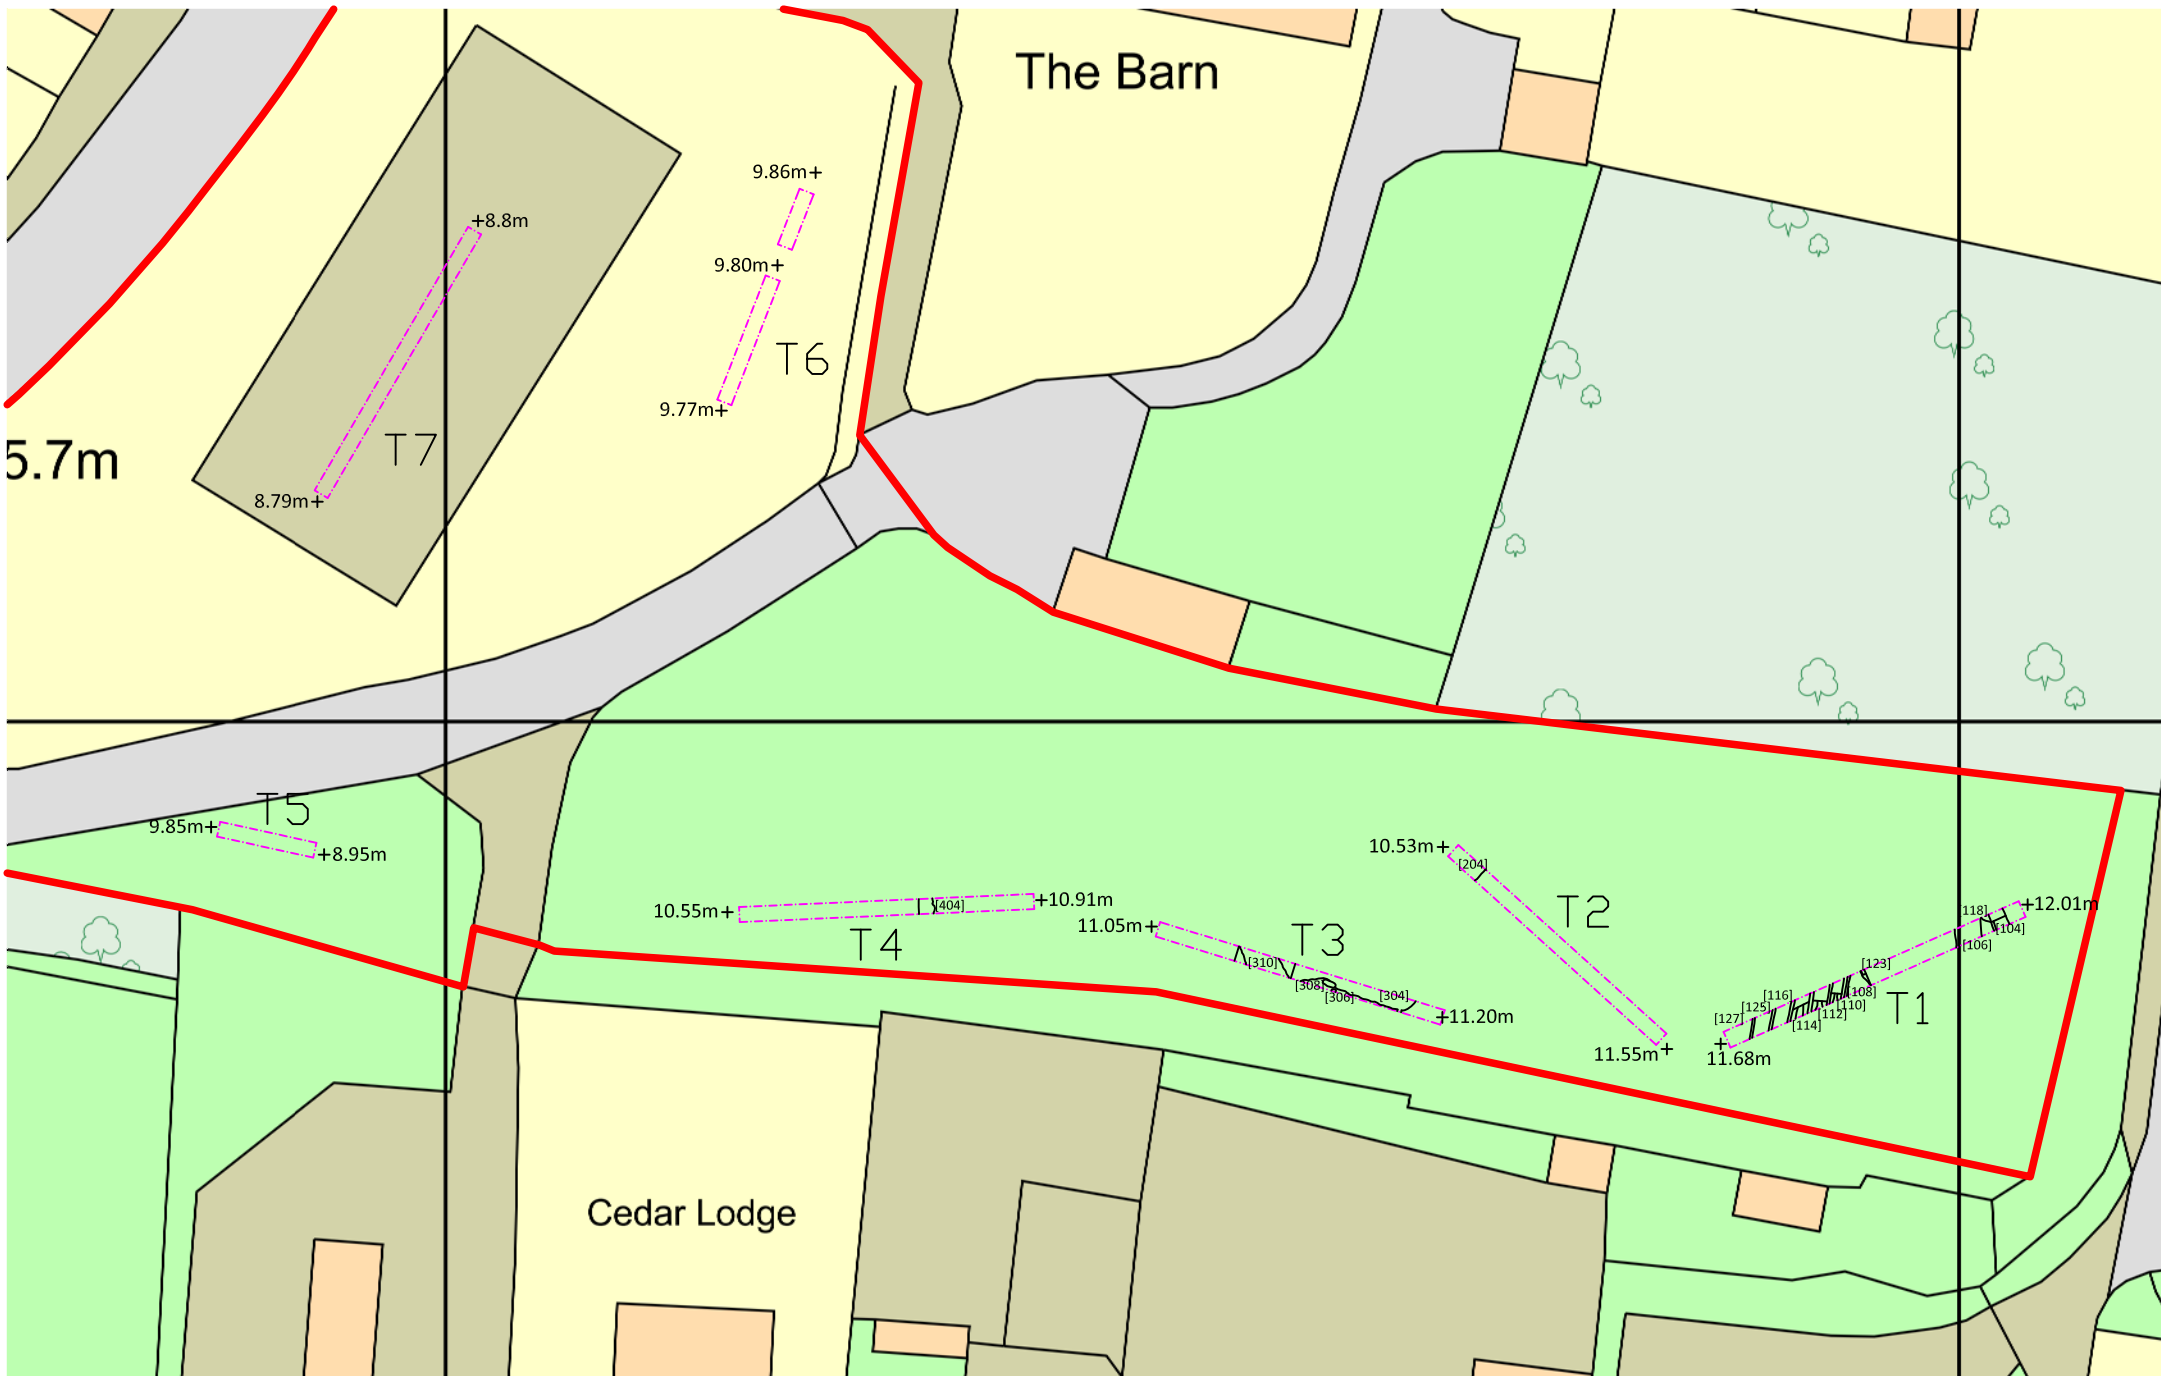 The Barn
9.86m
8.8m
9.80m
T6
9.77m
T7
5.7m
8.79m
T5
9.85m
8.95m
10.53m
[204]
T2
10.55m
[404]
10.91m
11.05m
T4
T3
[310]
[308]
[306]
[304]
11.20m
11.55m
12.01m
[118]
[104]
[106]
[123]
[108]
[110]
[112]
[114]
[116]
[125]
[127]
T1
11.68m
Cedar Lodge